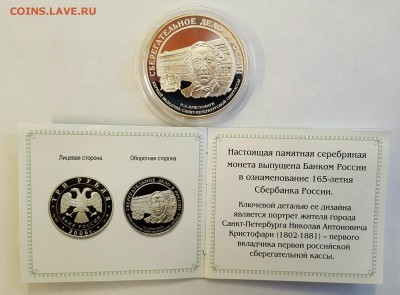 COINS.LAVE.RU
СБЕРЕГАТЕЛЬНОЕ ДЕЛО
Н.А. КРИСТОФАРИ
Лицевая сторона
Оборотная сторона
ТРИ РУБЛЯ
Настоящая памятная серебряная
монета выпущена Банком России
в ознаменование 165-летия
Сбербанка России.
Ключевой деталью ее дизайна
является портрет жителя города
Санкт-Петербурга Николая Антоновича
Кристофари (1802-1881) – первого
вкладчика первой российской
сберегательной кассы.